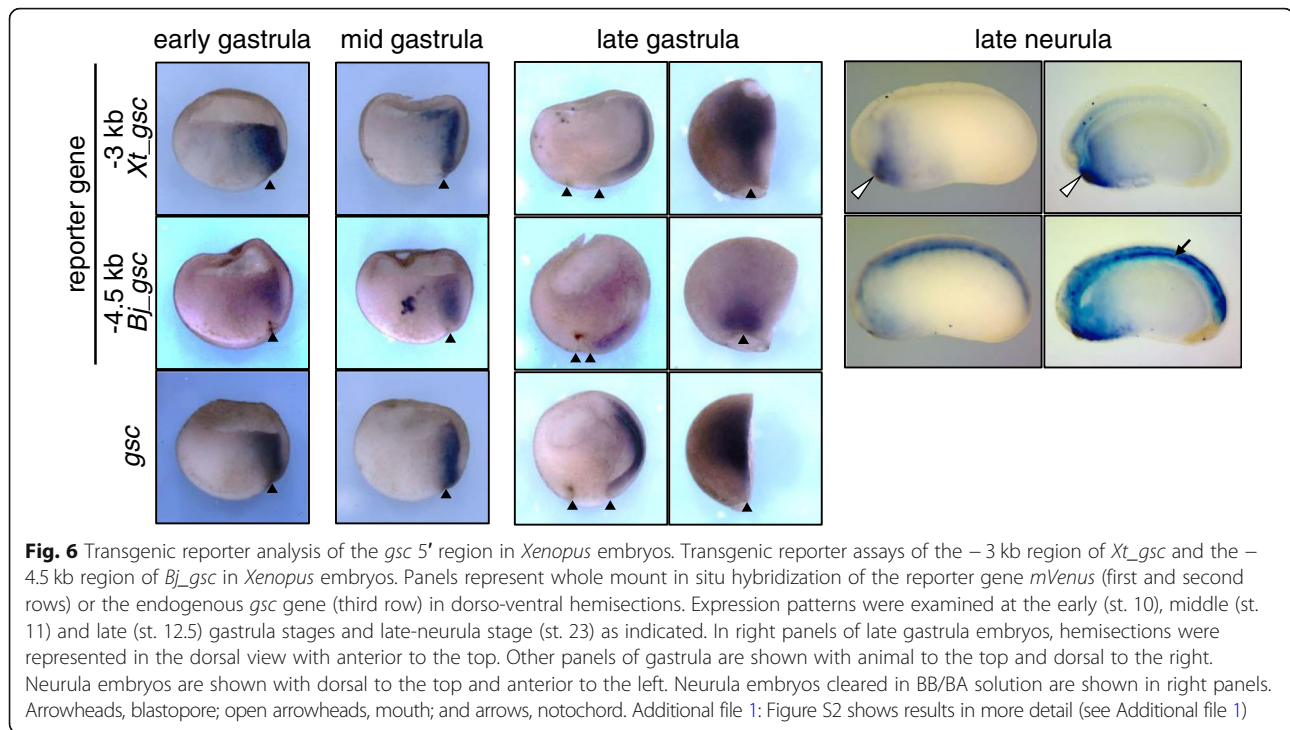 early gastrula
mid gastrula
late gastrula
late neurula
reporter gene
-3 kb
Xt_gsc
-4.5 kb
Bj_gsc
gsc
Fig. 6 Transgenic reporter analysis of the gsc 5′ region in Xenopus embryos. Transgenic reporter assays of the − 3 kb region of Xt_gsc and the −
4.5 kb region of Bj_gsc in Xenopus embryos. Panels represent whole mount in situ hybridization of the reporter gene mVenus (first and second
rows) or the endogenous gsc gene (third row) in dorso-ventral hemisections. Expression patterns were examined at the early (st. 10), middle (st.
11) and late (st. 12.5) gastrula stages and late-neurula stage (st. 23) as indicated. In right panels of late gastrula embryos, hemisections were
represented in the dorsal view with anterior to the top. Other panels of gastrula are shown with animal to the top and dorsal to the right.
Neurula embryos are shown with dorsal to the top and anterior to the left. Neurula embryos cleared in BB/BA solution are shown in right panels.
Arrowheads, blastopore; open arrowheads, mouth; and arrows, notochord. Additional file 1: Figure S2 shows results in more detail (see Additional file 1)